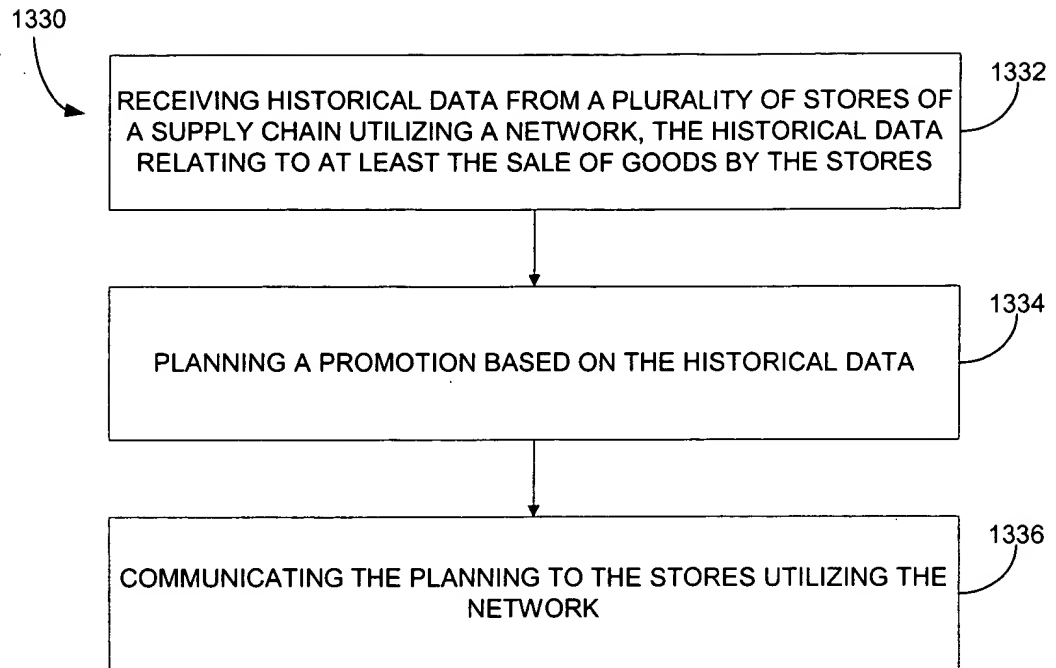 1330
1332
RECEIVING HISTORICAL DATA FROM A PLURALITY OF STORES OF
A SUPPLY CHAIN UTILIZING A NETWORK, THE HISTORICAL DATA
RELATING TO AT LEAST THE SALE OF GOODS BY THE STORES
1334
PLANNING A PROMOTION BASED ON THE HISTORICAL DATA
1336
COMMUNICATING THE PLANNING TO THE STORES UTILIZING THE
NETWORK